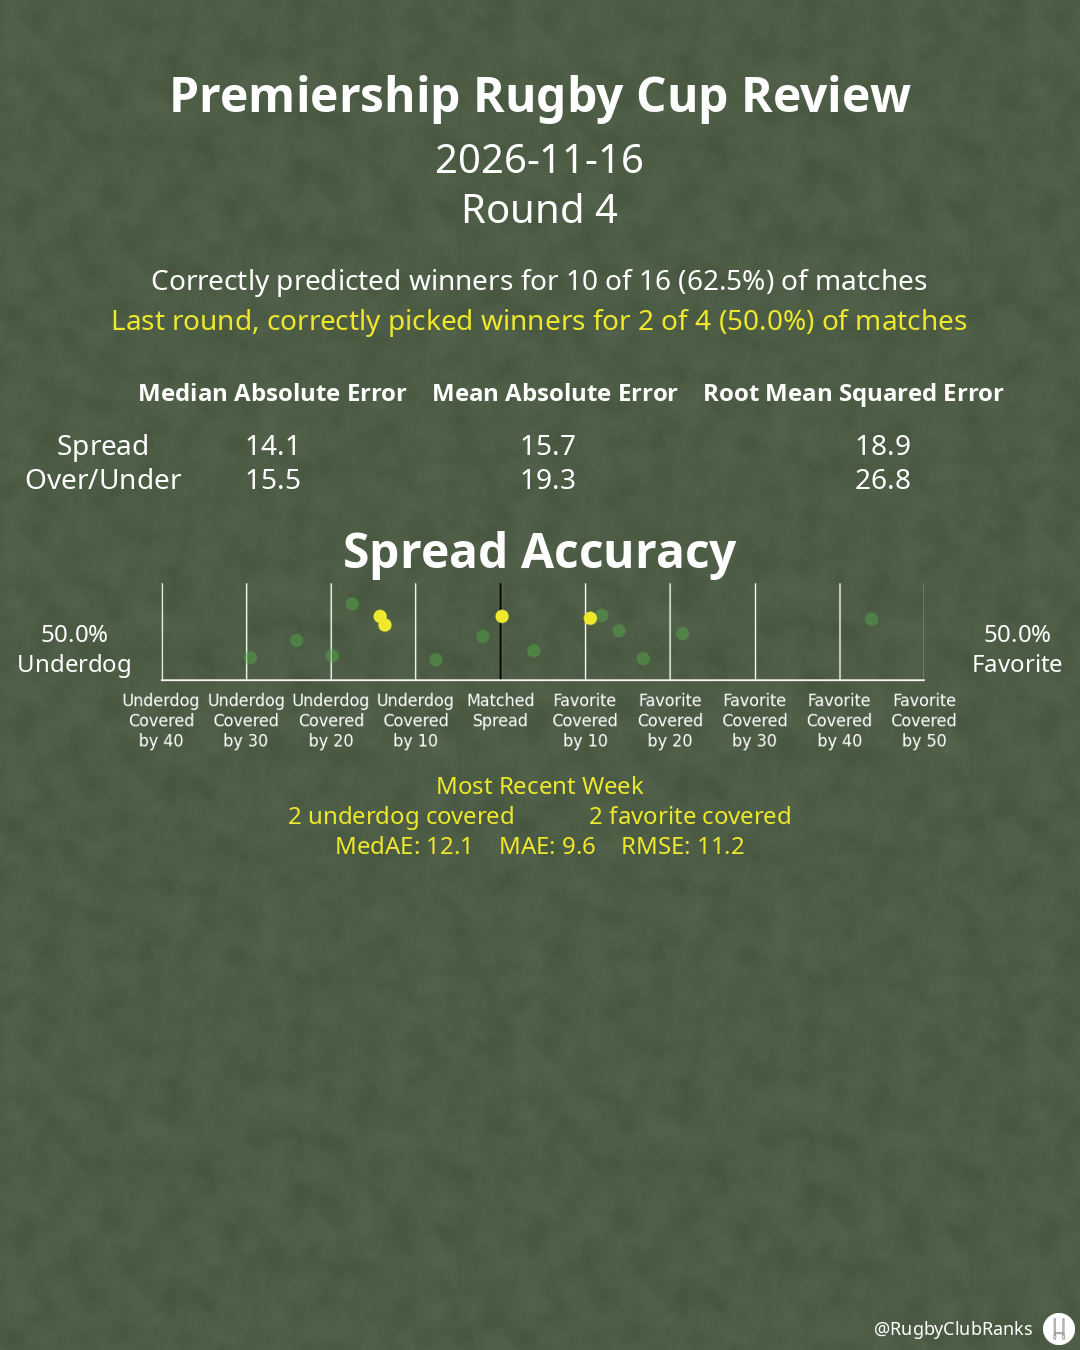 Premiership Rugby Cup Review
2026-11-16
Round 4
Correctly predicted winners for 10 of 16 (62.5%) of matches
Last round, correctly picked winners for 2 of 4 (50.0%) of matches
Median Absolute Error Mean Absolute Error Root Mean Squared Error
Spread 14.1 15.7 18.9
Over/Under 15.5 19.3 26.8
Spread Accuracy
50.0% 50.0%
Underdog Favorite
Underdog Underdog Underdog Underdog Matched Favorite Favorite Favorite Favorite Favorite
Covered Covered Covered Covered Spread Covered Covered Covered Covered Covered
by 40 by 30 by 20 by 10 by 10 by 20 by 30 by 40 by 50
Most Recent Week
2 underdog covered 2 favorite covered
MedAE: 12.1 MAE: 9.6 RMSE: 11.2
@RugbyClubRanks